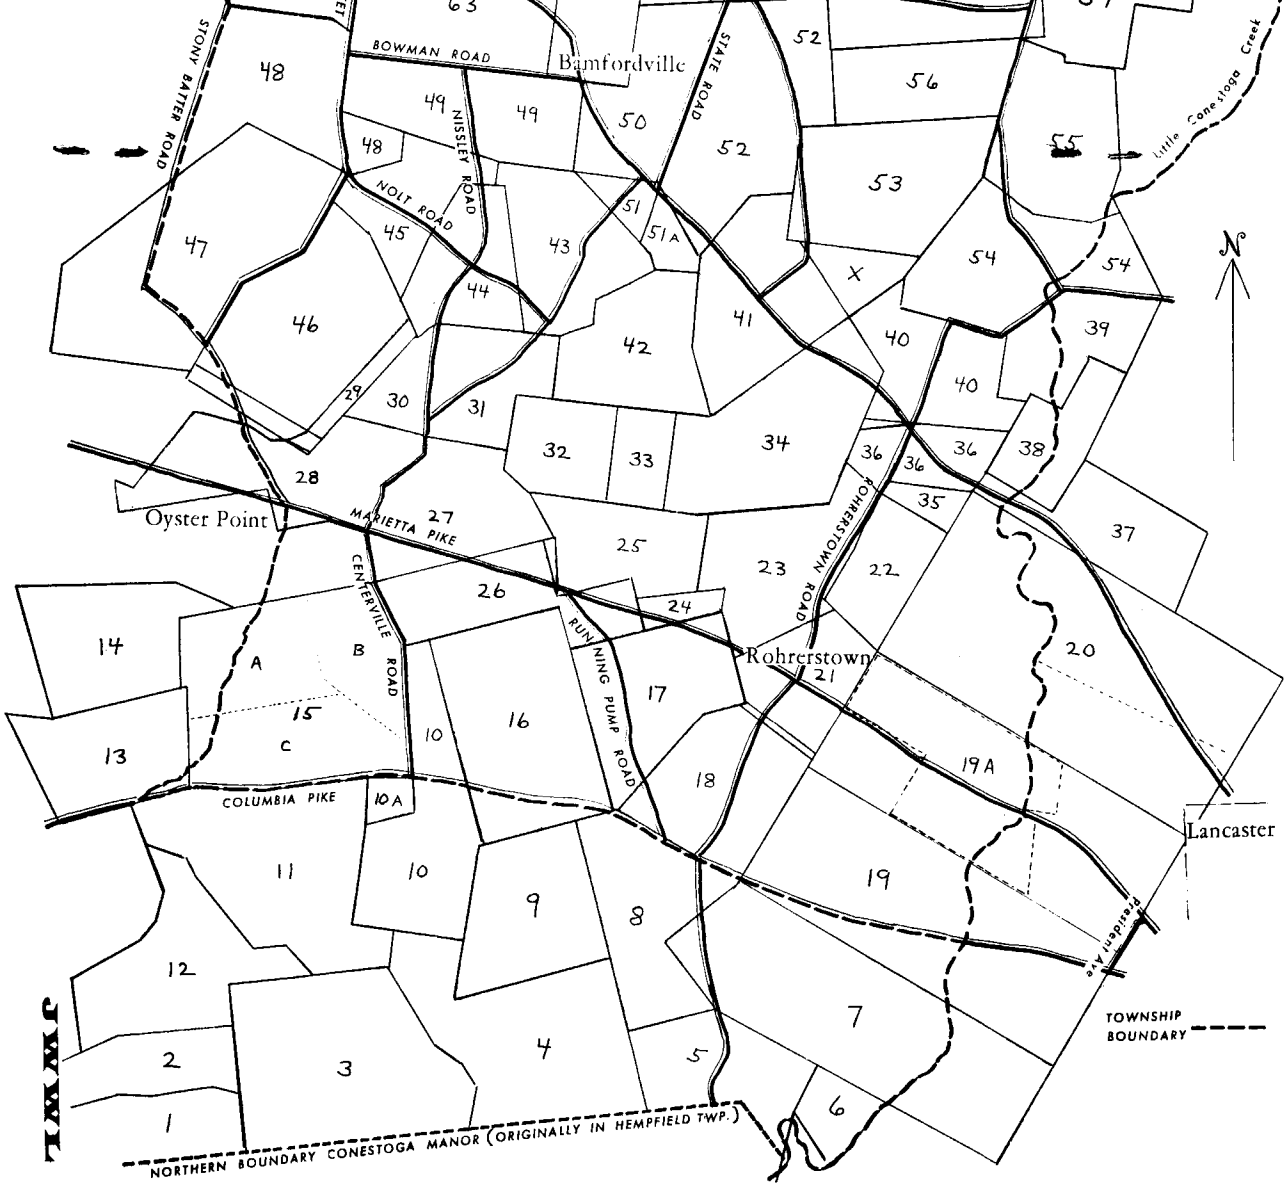 63
52
56
BOWMAN ROAD
Bamfordville
STONY BATTER ROAD
STATE ROAD
Little Conestoga Creek
48
49
49
50
NISSLEY ROAD
48
52
53
55
NOLT ROAD
47
45
43
51
51A
X
54
54
N
44
46
41
42
40
39
40
29
30
31
34
32
33
36
36
36
38
35
28
27
37
Oyster Point
MARIETTA PIKE
ROHRERSTOWN ROAD
25
23
22
26
24
CENTERVILLE ROAD
RUNNING PUMP ROAD
14
A
B
Rohrerstown
20
21
17
15
16
10
C
13
19A
18
10A
COLUMBIA PIKE
Lancaster
11
10
9
8
19
President Ave
12
7
TOWNSHIP
BOUNDARY
JWWL
2
3
4
5
6
1
NORTHERN BOUNDARY CONESTOGA MANOR (ORIGINALLY IN HEMPFIELD TWP.)